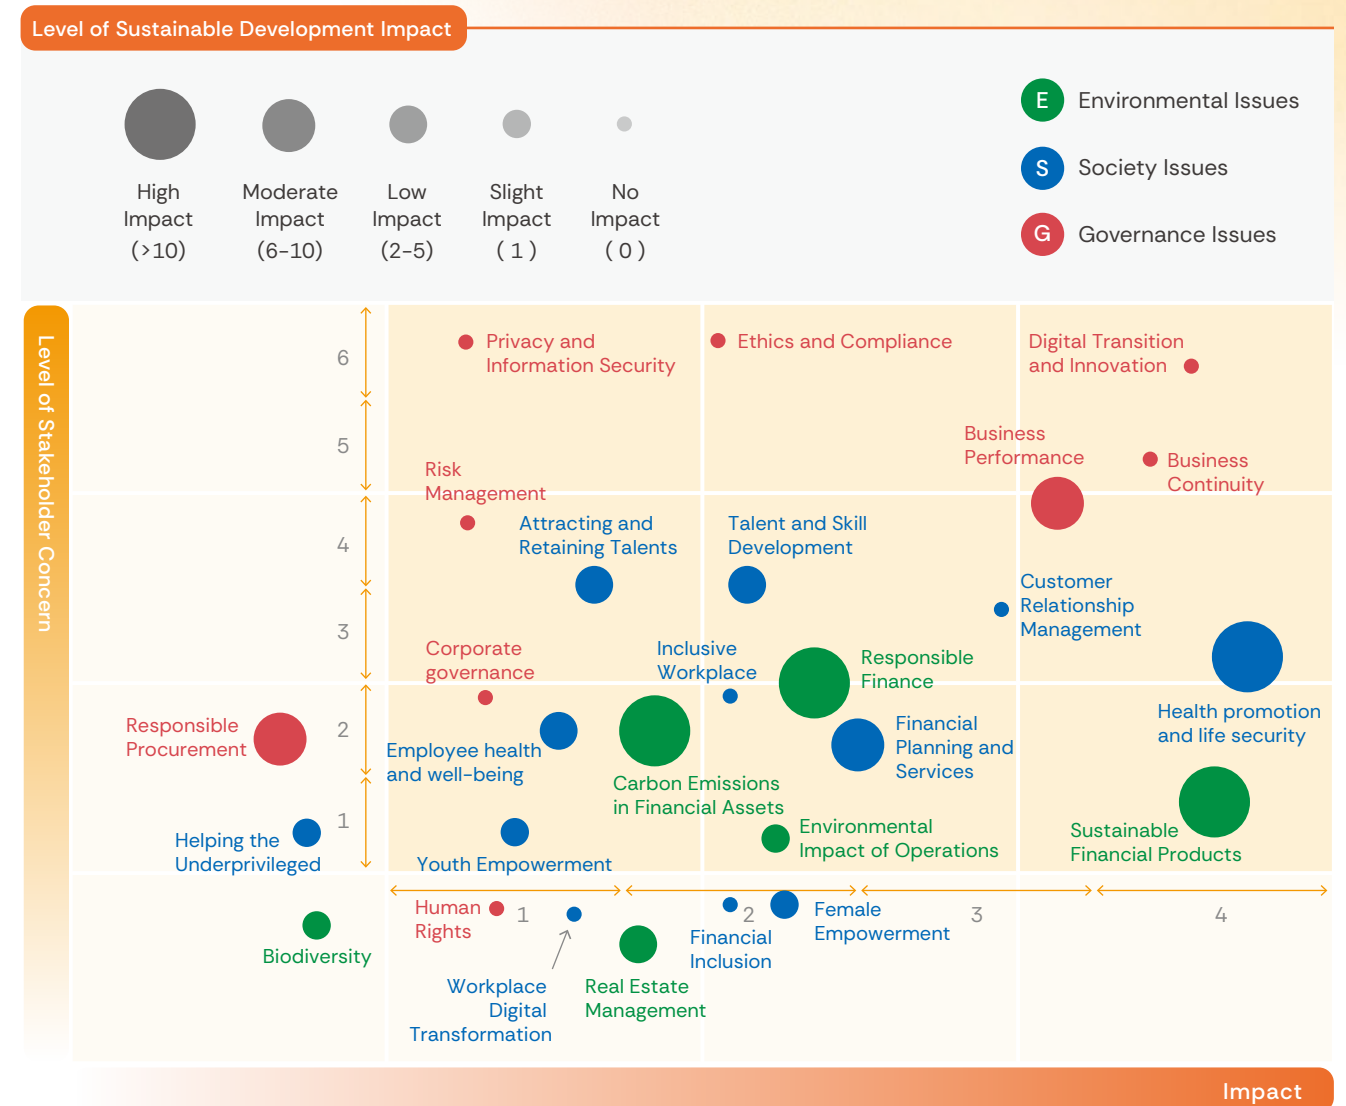 Level of Sustainable Development Impact
High
Impact
(>10)
Moderate
Impact
(6-10)
Low
Impact
(2-5)
Slight
Impact
( 1 )
No
Impact
( 0 )
E Environmental Issues
S Society Issues
G Governance Issues
Level of Stakeholder Concern
6
5
4
3
2
1
Privacy and
Information Security
Ethics and Compliance
Digital Transition
and Innovation
Business
Performance
Business
Continuity
Risk
Management
Attracting and
Retaining Talents
Talent and Skill
Development
Customer
Relationship
Management
Corporate
governance
Inclusive
Workplace
Responsible
Finance
Health promotion
and life security
Responsible
Procurement
Employee health
and well-being
Carbon Emissions
in Financial Assets
Financial
Planning and
Services
Helping the
Underprivileged
Youth Empowerment
Environmental
Impact of Operations
Sustainable
Financial Products
Biodiversity
Human
Rights
1
2
3
4
Workplace
Digital
Transformation
Real Estate
Management
Financial
Inclusion
Female
Empowerment
Impact